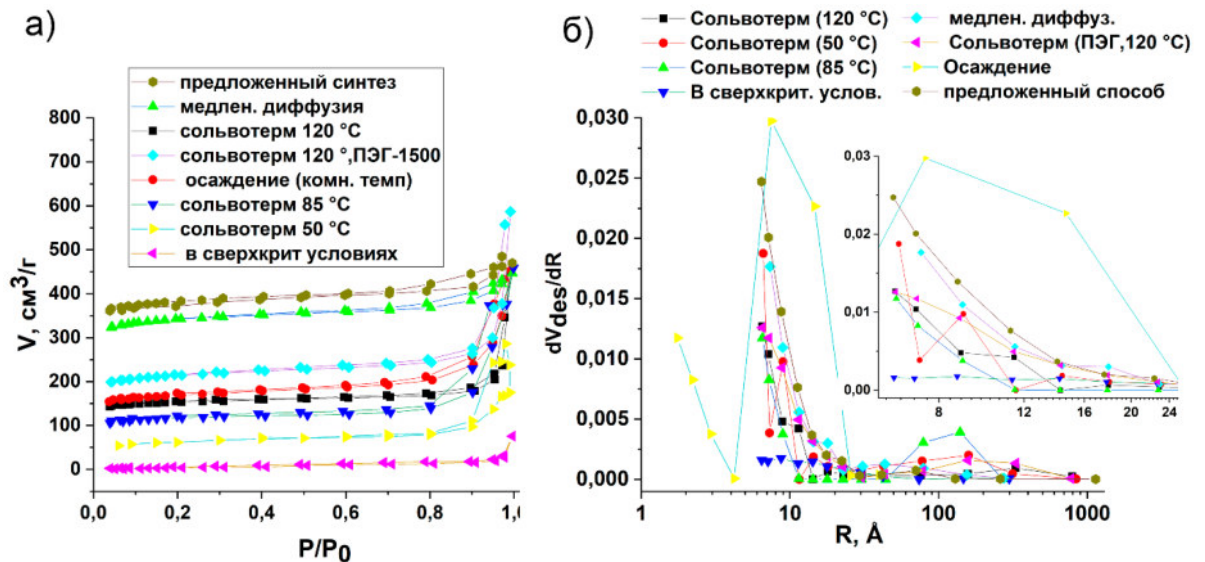 а)
предложенный синтез
медлен. диффузия
сольвотерм 120 °С
сольвотерм 120 °,ПЭГ-1500
осаждение (комн. темп)
сольвотерм 85 °С
сольвотерм 50 °С
в сверхкрит условиях
V, см³/г
800
700
600
500
400
300
200
100
0
0,0 0,2 0,4 0,6 0,8 1,0
P/P₀
б)
Сольвотерм (120 °С)
Сольвотерм (50 °С)
Сольвотерм (85 °С)
В сверхкрит. услов.
медлен. диффуз.
Сольвотерм (ПЭГ,120 °С)
Осаждение
предложенный способ
dVdes/dR
0,030
0,025
0,020
0,015
0,010
0,005
0,000
1 10 100 1000
R, Å
0,03
0,02
0,01
0,00
8 12 16 20 24